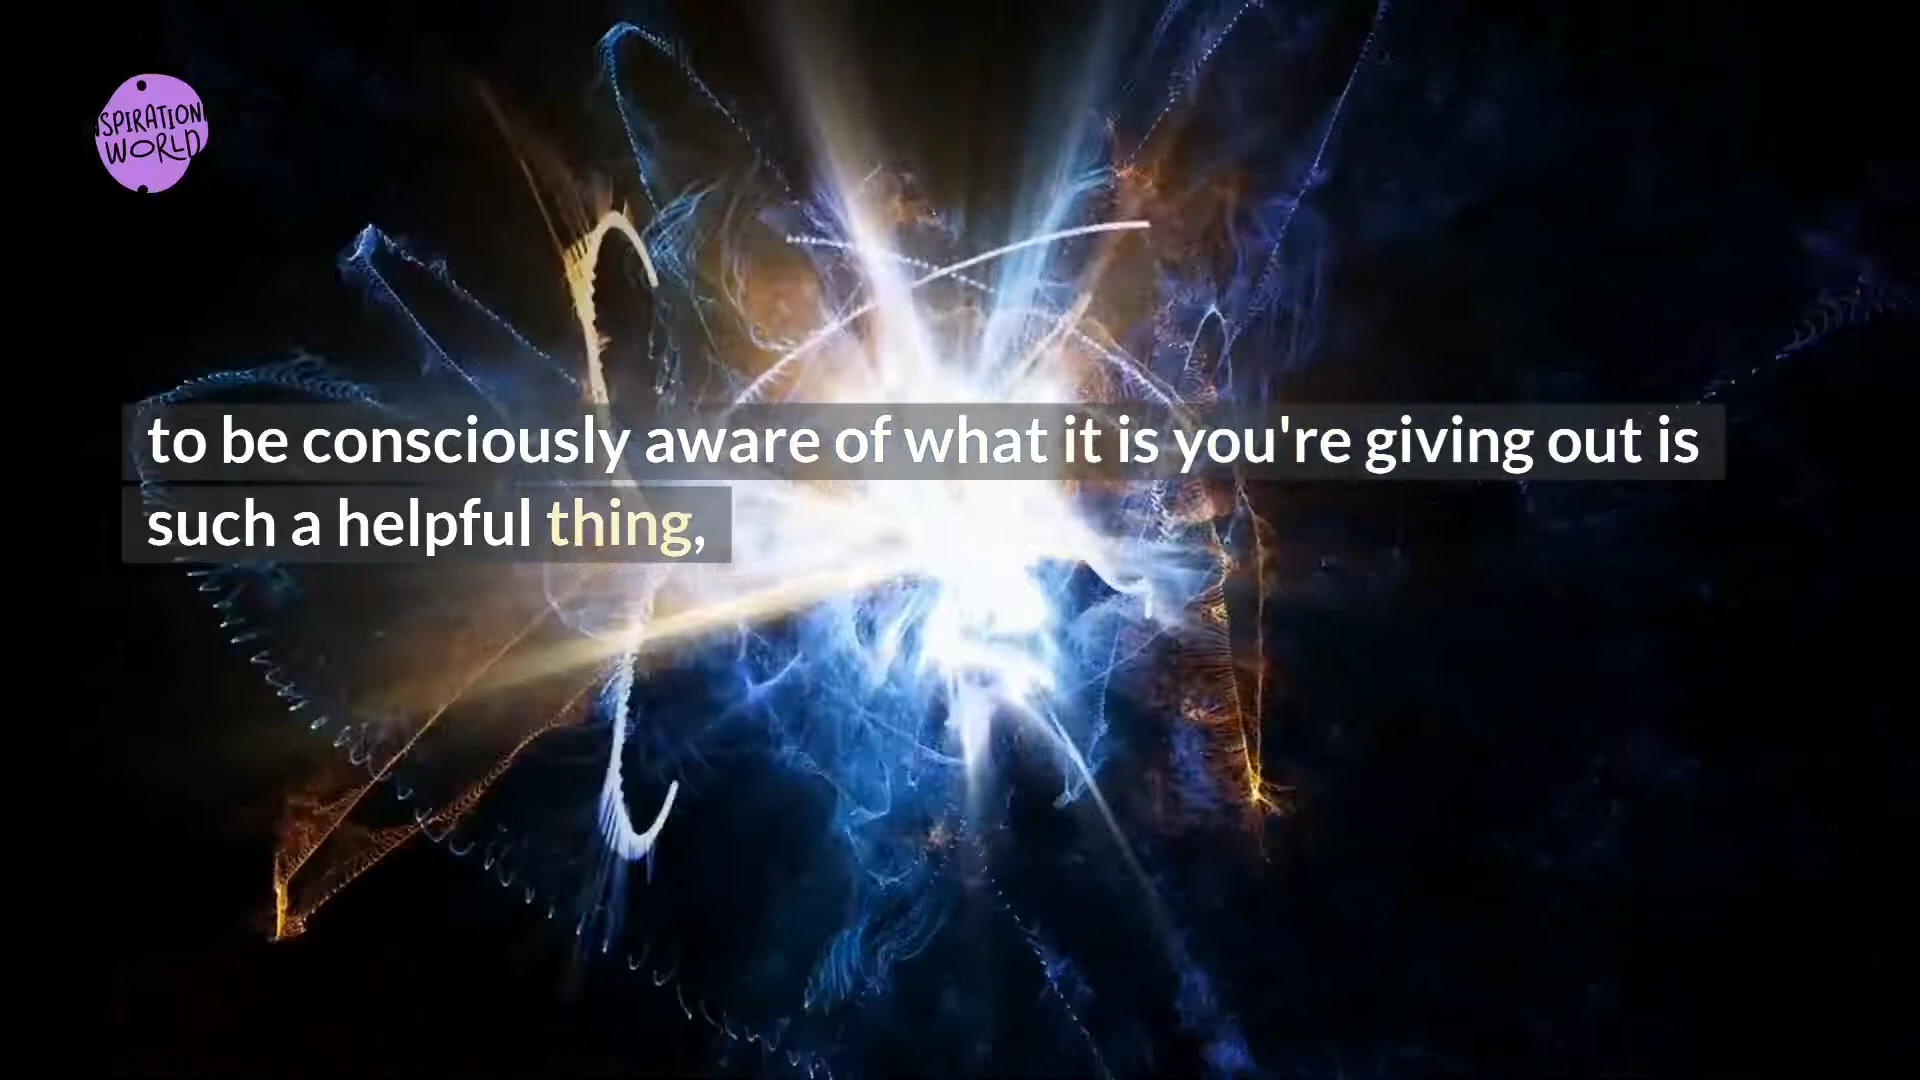 SPIRATION
WORLD
to be consciously aware of what it is you're giving out is
such a helpful thing,